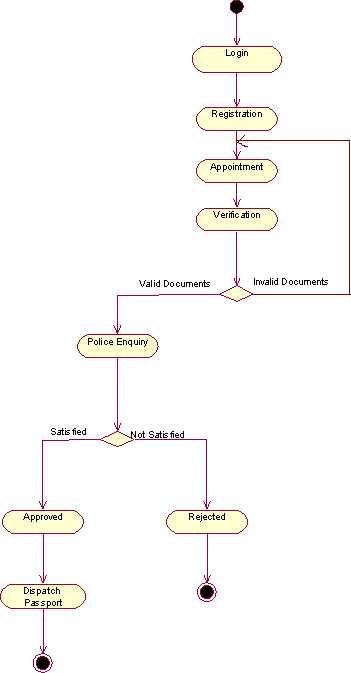 Login
Registration
Appointment
Verification
Valid Documents
Invalid Documents
Police Enquiry
Satisfied
Not Satisfied
Approved
Rejected
Dispatch
Passport